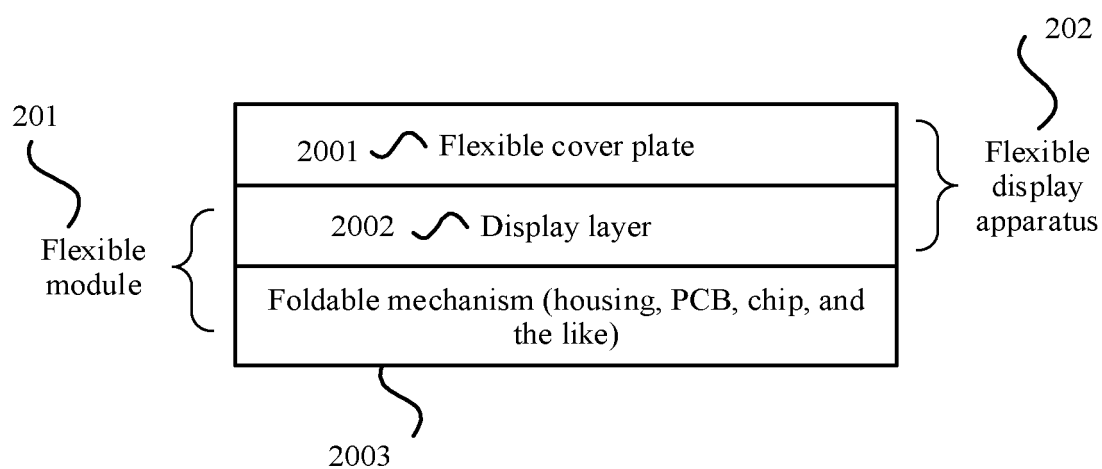 202
201
2001 Flexible cover plate
Flexible
display
apparatus
2002 Display layer
Flexible
module
Foldable mechanism (housing, PCB, chip, and
the like)
2003